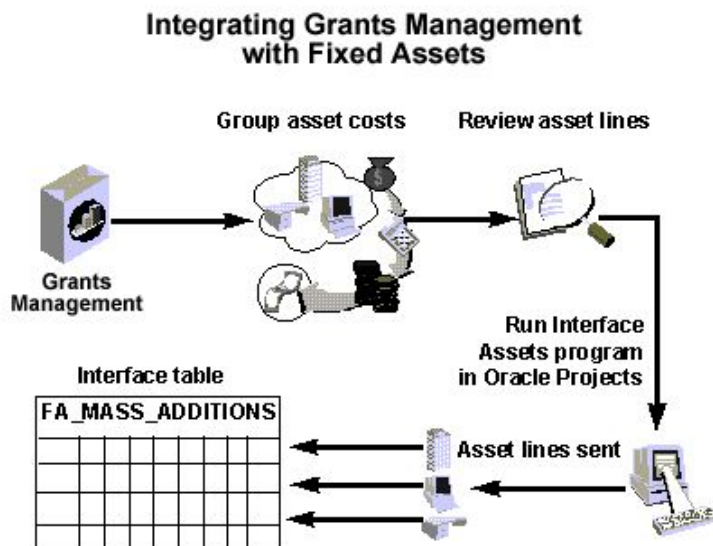 Integrating Grants Management
with Fixed Assets
Group asset costs
Review asset lines
$
Grants
Management
Run Interface
Assets program
in Oracle Projects
Interface table
FA_MASS_ADDITIONS
Asset lines sent